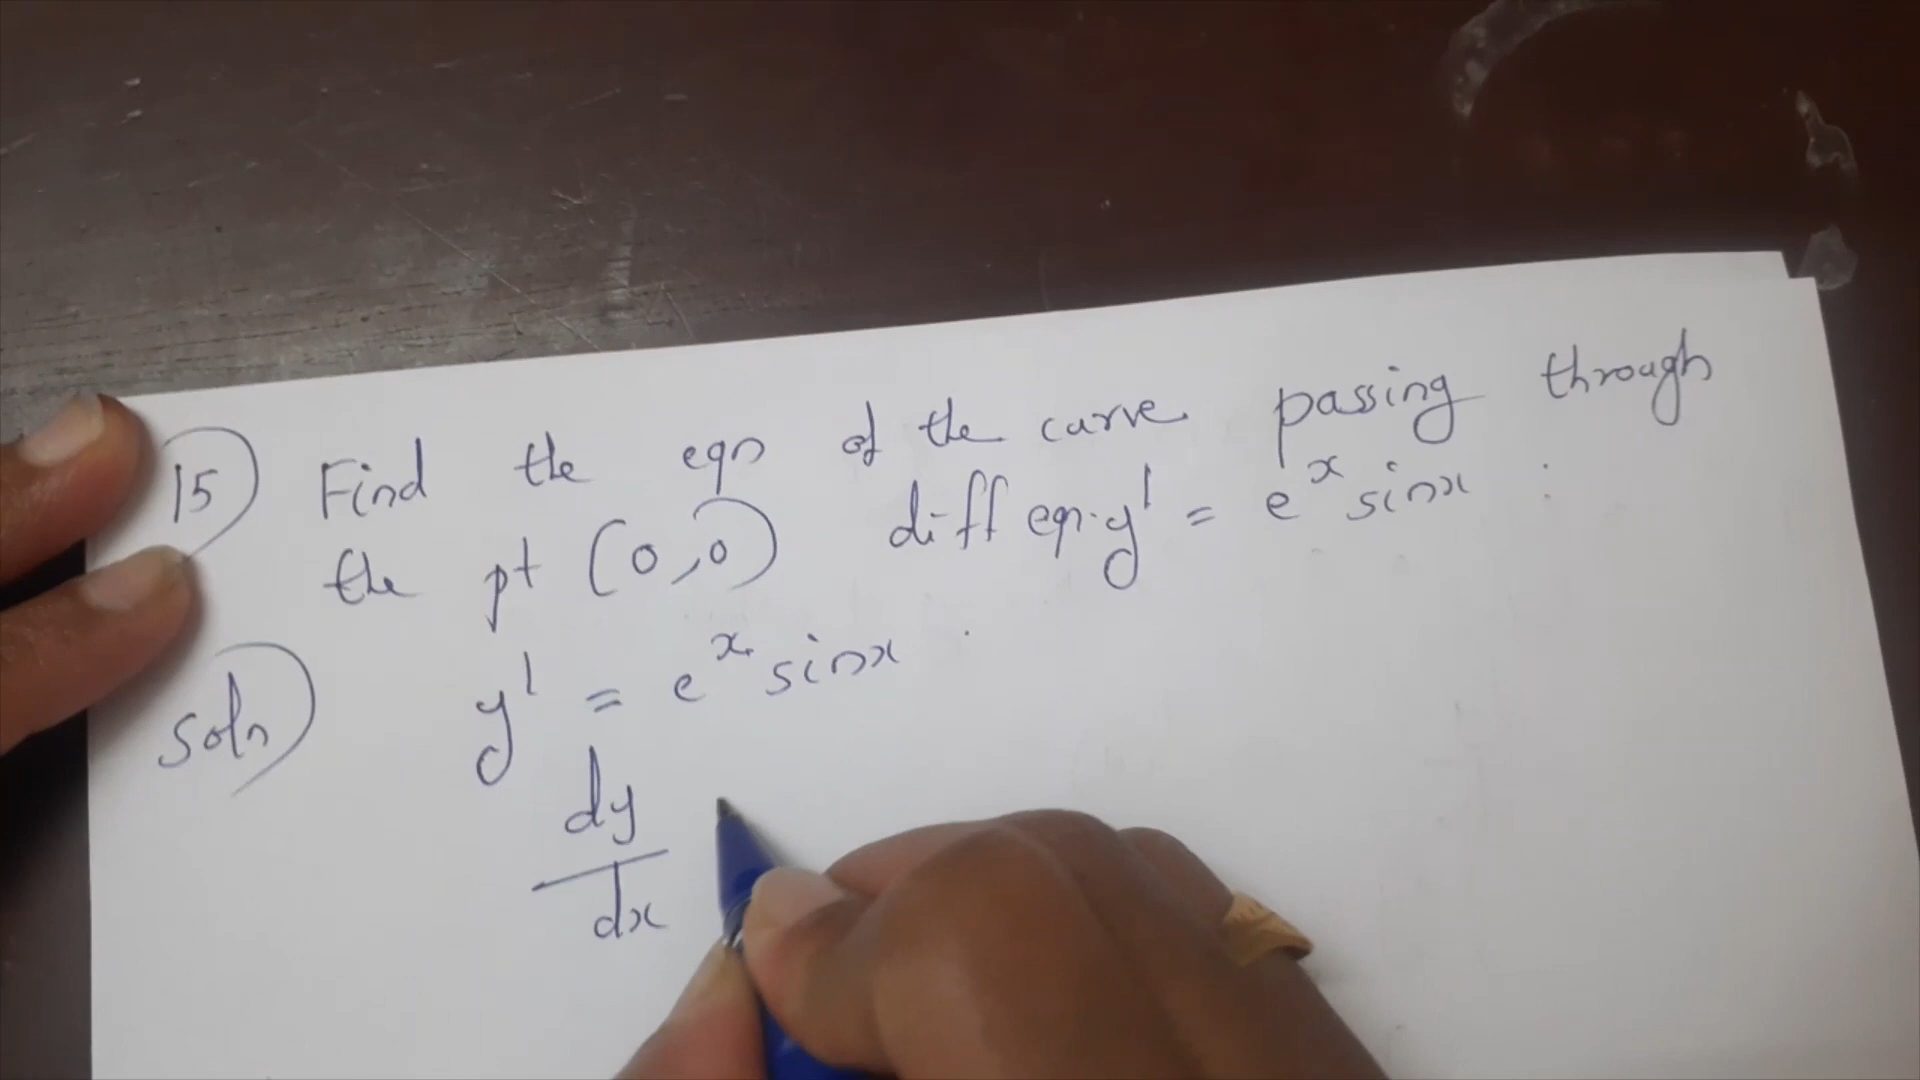 15) Find the eqn of the curve passing through
the pt (0,0) diff eqn. y' = e^x sinx :
Soln) y' = e^x sinx .
dy
dx